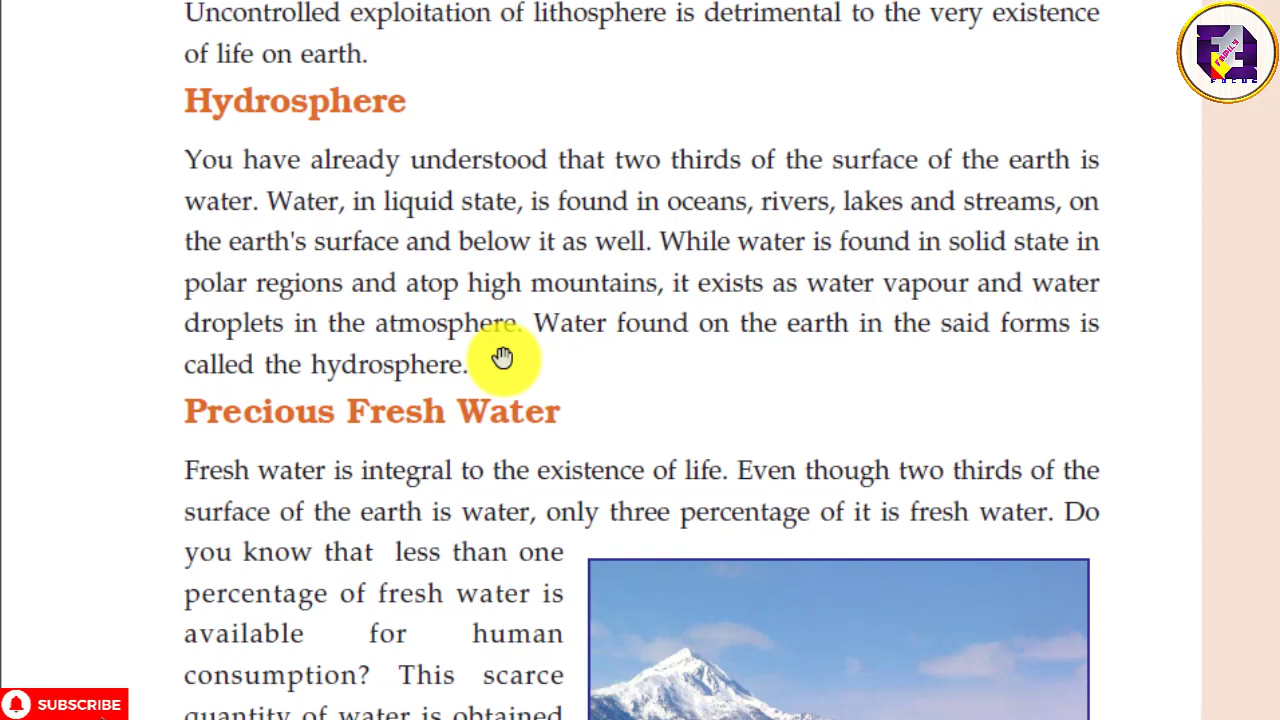 Uncontrolled exploitation of lithosphere is detrimental to the very existence
of life on earth.
Hydrosphere
You have already understood that two thirds of the surface of the earth is
water. Water, in liquid state, is found in oceans, rivers, lakes and streams, on
the earth's surface and below it as well. While water is found in solid state in
polar regions and atop high mountains, it exists as water vapour and water
droplets in the atmosphere. Water found on the earth in the said forms is
called the hydrosphere.
Precious Fresh Water
Fresh water is integral to the existence of life. Even though two thirds of the
surface of the earth is water, only three percentage of it is fresh water. Do
you know that less than one
percentage of fresh water is
available for human
consumption? This scarce
quantity of water is obtained
FAMILY
FOCUS
SUBSCRIBE